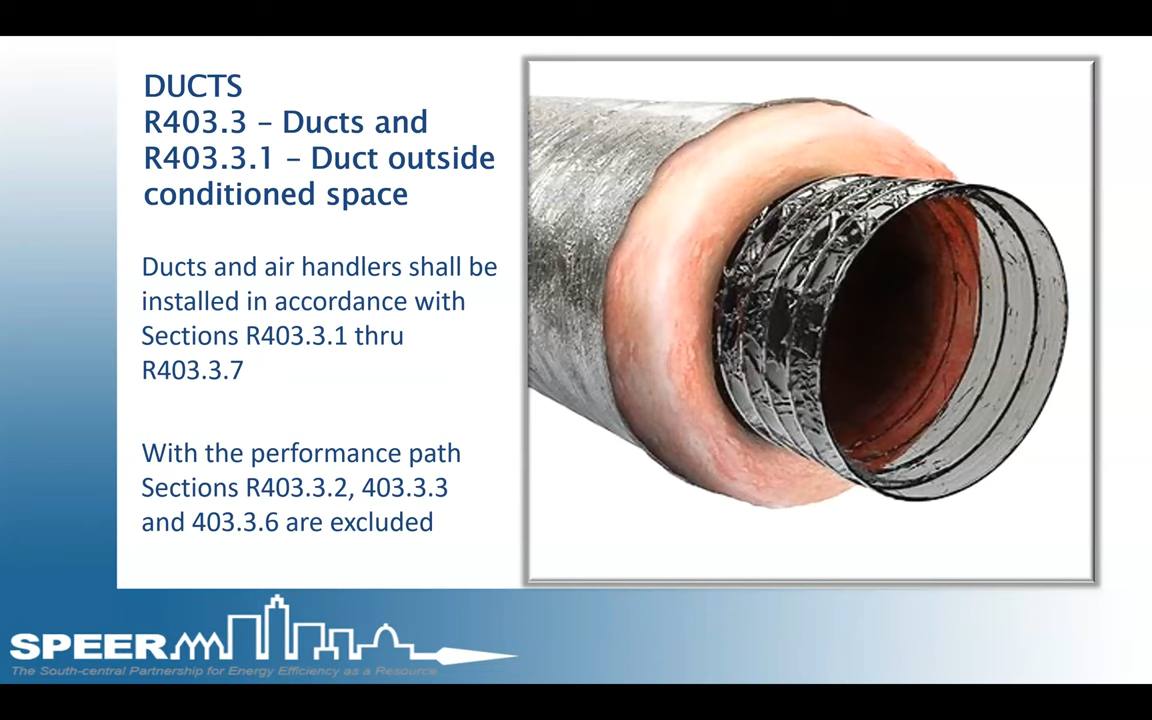 DUCTS
R403.3 – Ducts and
R403.3.1 – Duct outside
conditioned space
Ducts and air handlers shall be
installed in accordance with
Sections R403.3.1 thru
R403.3.7
With the performance path
Sections R403.3.2, 403.3.3
and 403.3.6 are excluded
SPEER
The South-central Partnership for Energy Efficiency as a Resource